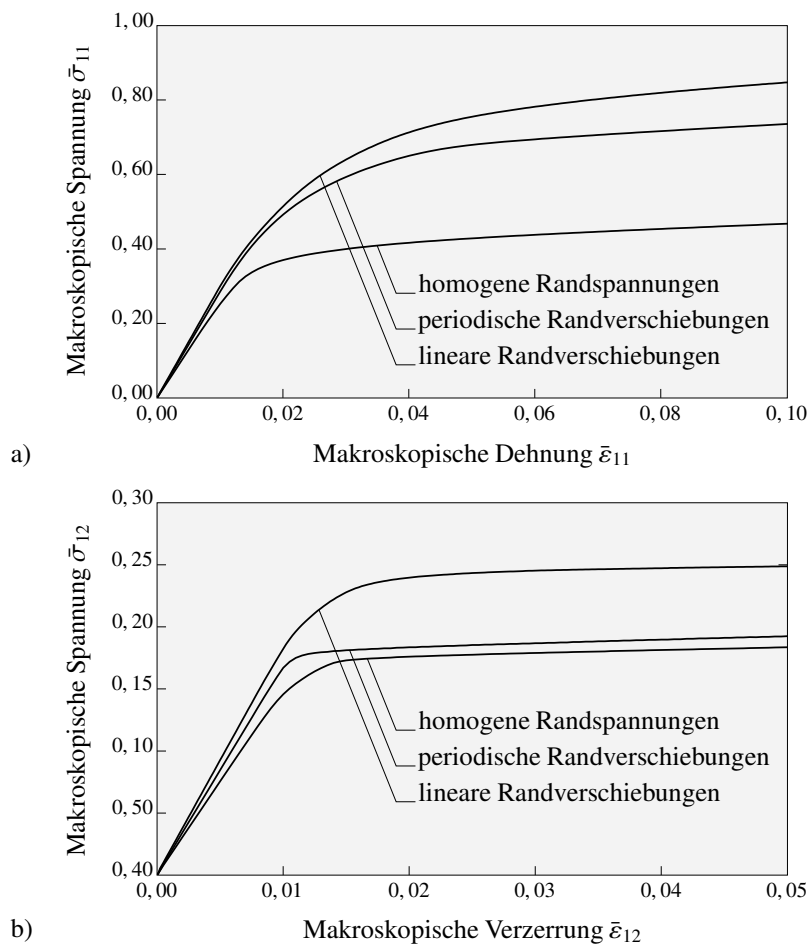 1, 00
0, 80
0, 60
0, 40
0, 20
0, 00
Makroskopische Spannung σ̄11
homogene Randspannungen
periodische Randverschiebungen
lineare Randverschiebungen
0, 00 0, 02 0, 04 0, 06 0, 08 0, 10
a) Makroskopische Dehnung ε̄11
0, 30
0, 25
0, 20
0, 15
0, 10
0, 50
0, 40
Makroskopische Spannung σ̄12
homogene Randspannungen
periodische Randverschiebungen
lineare Randverschiebungen
0, 00 0, 01 0, 02 0, 03 0, 04 0, 05
b) Makroskopische Verzerrung ε̄12